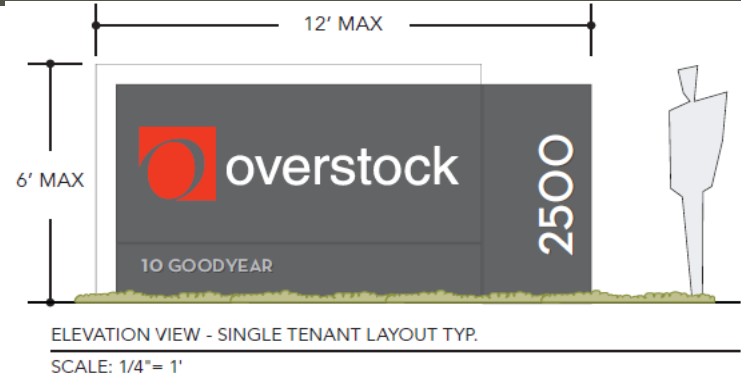 12' MAX
6' MAX
overstock
2500
10 GOODYEAR
ELEVATION VIEW - SINGLE TENANT LAYOUT TYP.
SCALE: 1/4"= 1'